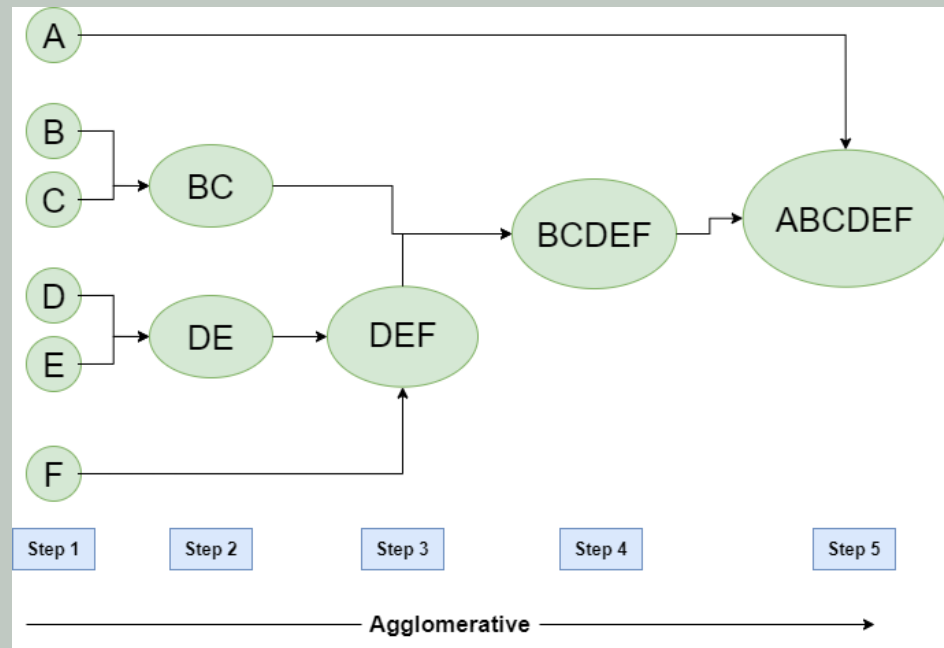 A
B
C
BC
BCDEF
ABCDEF
D
E
DE
DEF
F
Step 1
Step 2
Step 3
Step 4
Step 5
Agglomerative